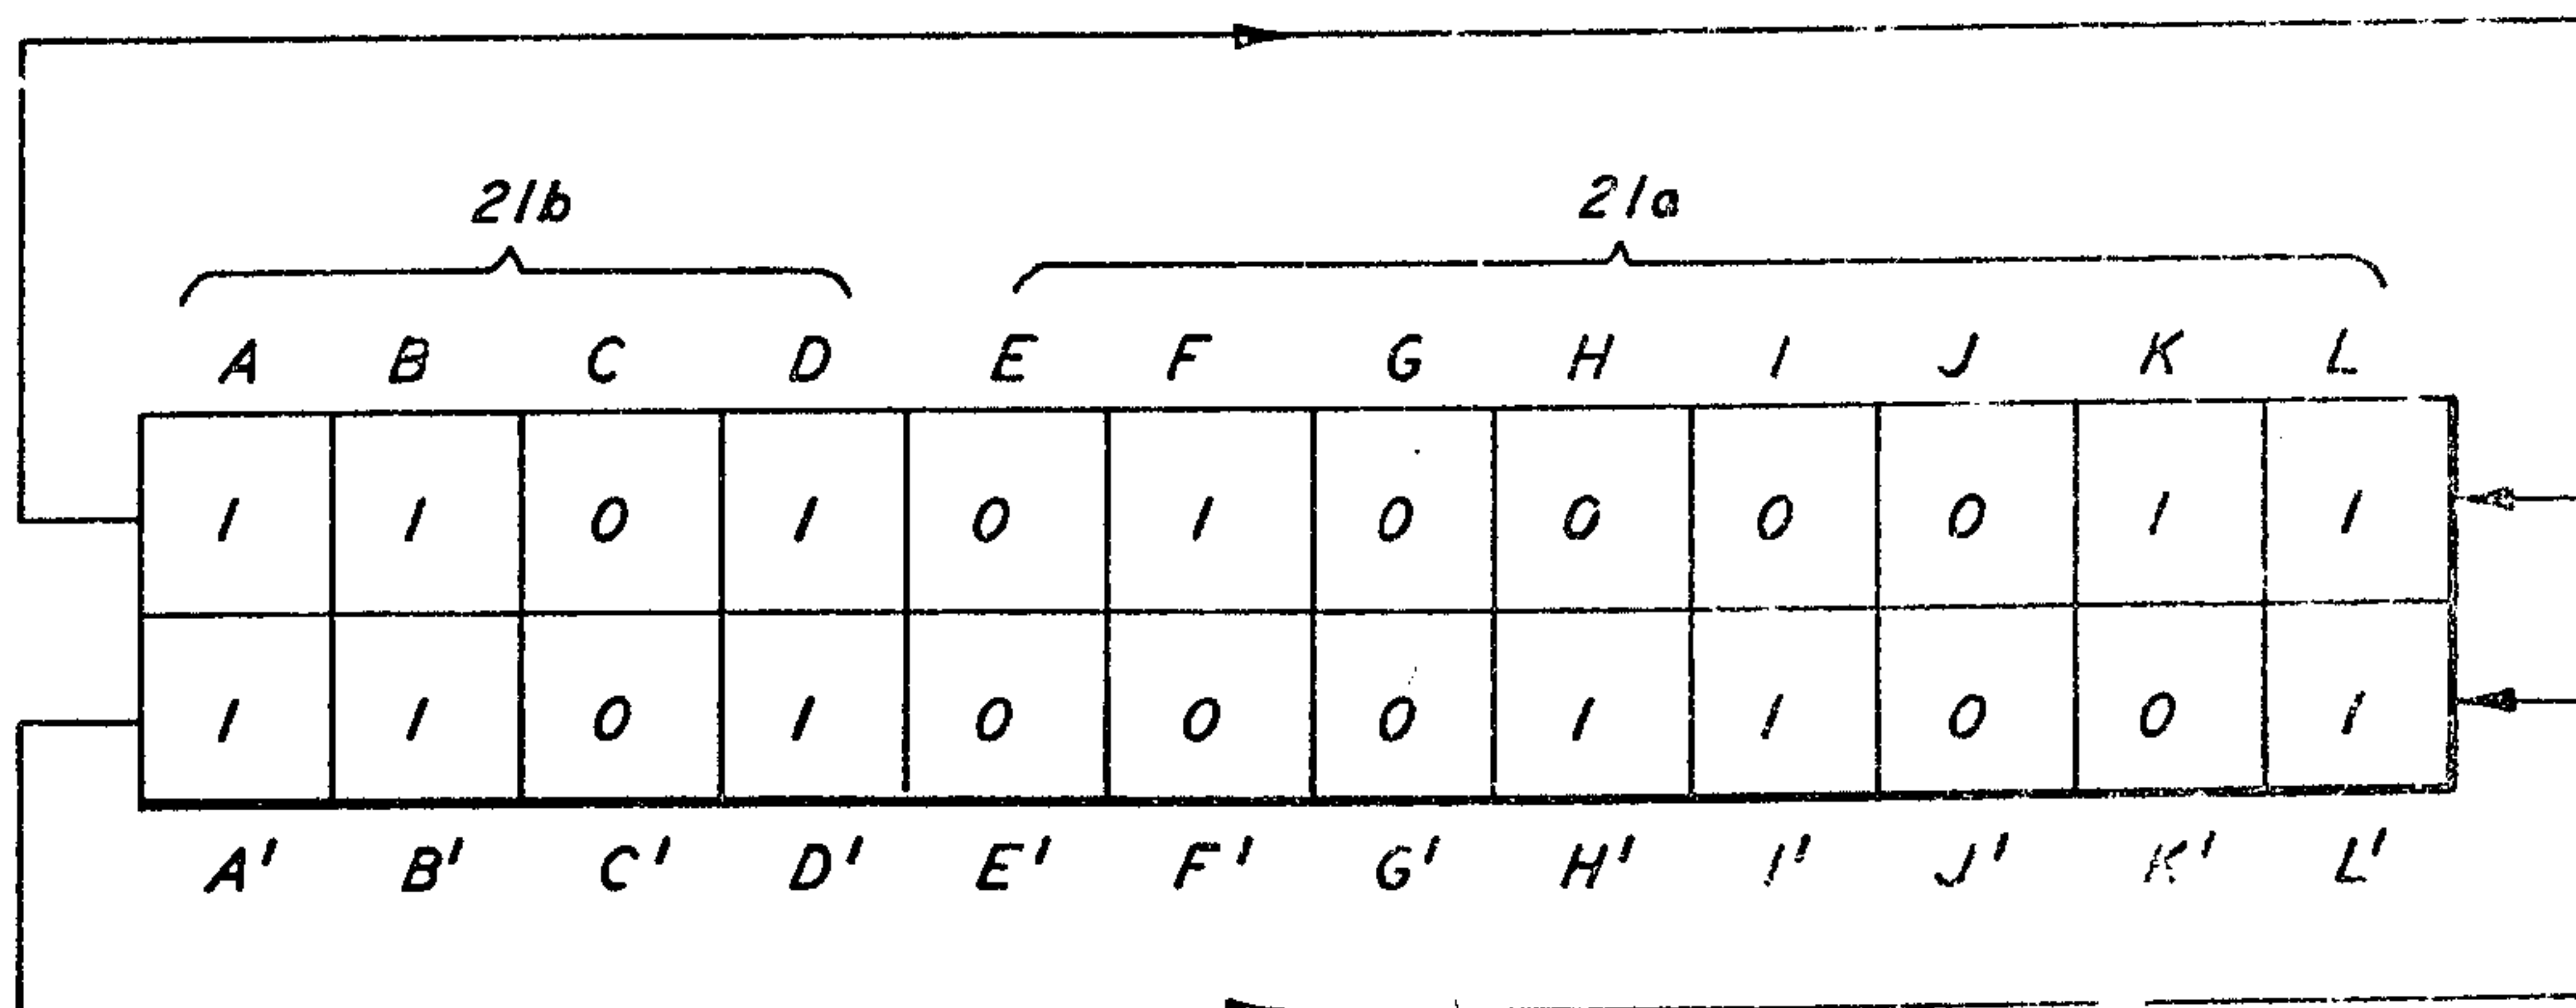 21b 21a
A B C D E F G H I J K L
1 1 0 1 0 1 0 0 0 0 1 1
1 1 0 1 0 0 0 1 1 0 0 1
A' B' C' D' E' F' G' H' I' J' K' L'